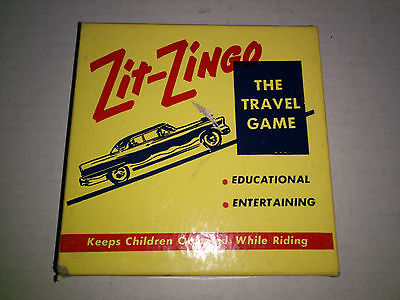 Zit-Zingo
THE
TRAVEL
GAME
• EDUCATIONAL
• ENTERTAINING
Keeps Children While Riding